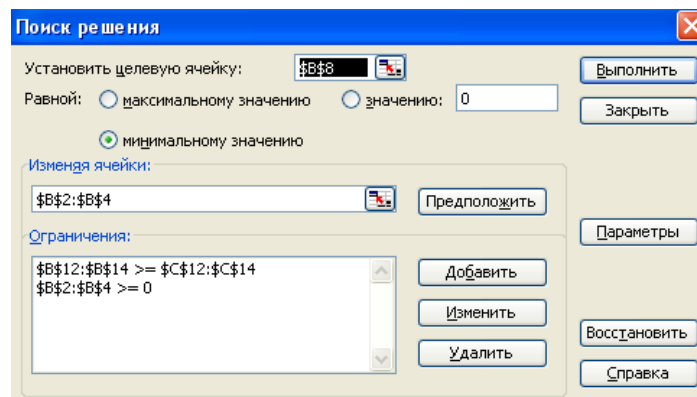 Поиск решения
Установить целевую ячейку: $B$8
Выполнить
Равной: максимальному значению значению: 0
Закрыть
минимальному значению
Изменяя ячейки:
$B$2:$B$4
Предположить
Параметры
Ограничения:
$B$12:$B$14 >= $C$12:$C$14
$B$2:$B$4 >= 0
Добавить
Изменить
Удалить
Восстановить
Справка